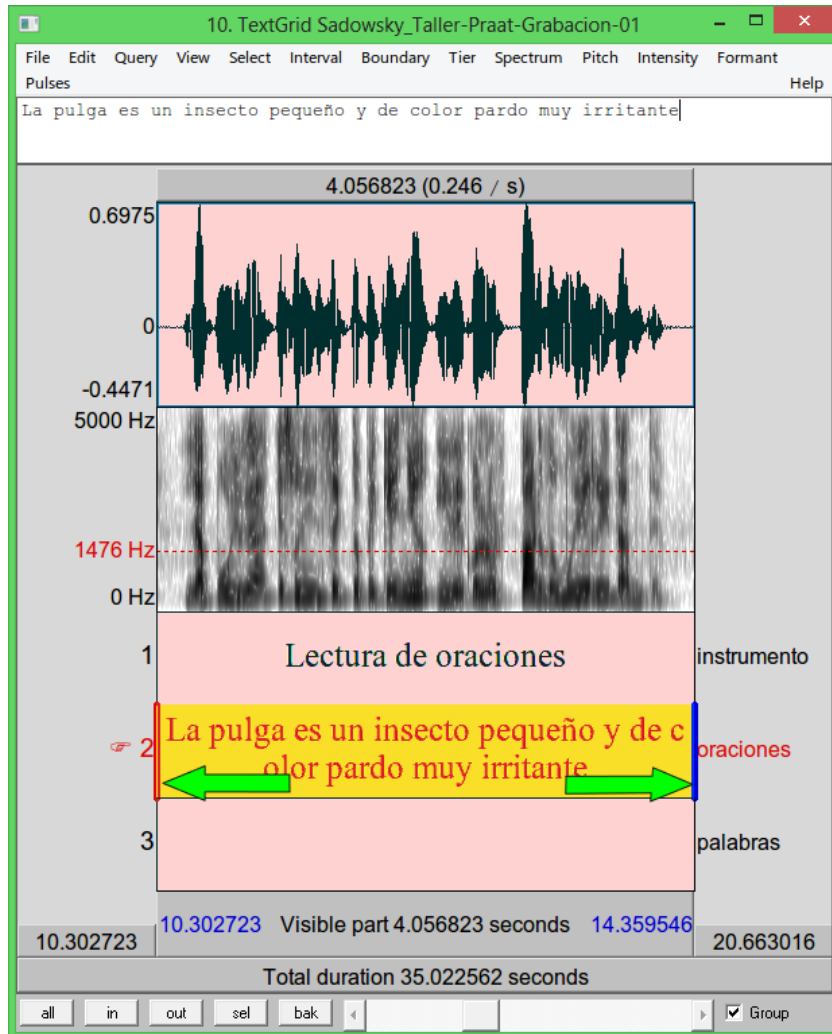 10. TextGrid Sadowsky_Taller-Praat-Grabacion-01
File Edit Query View Select Interval Boundary Tier Spectrum Pitch Intensity Formant
Pulses Help
La pulga es un insecto pequeño y de color pardo muy irritante
4.056823 (0.246 / s)
0.6975
0
-0.4471
5000 Hz
1476 Hz
0 Hz
1 Lectura de oraciones instrumento
☞ 2 La pulga es un insecto pequeño y de c oraciones
olor pardo muy irritante
3 palabras
10.302723 Visible part 4.056823 seconds 14.359546
10.302723 20.663016
Total duration 35.022562 seconds
all in out sel bak Group